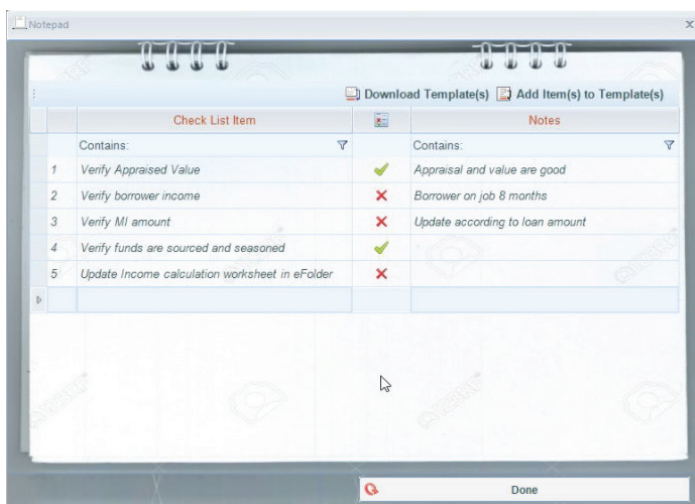 Notepad
Download Template(s) Add Item(s) to Template(s)
Check List Item Notes
Contains: Contains:
1 Verify Appraised Value Appraisal and value are good
2 Verify borrower income Borrower on job 8 months
3 Verify MI amount Update according to loan amount
4 Verify funds are sourced and seasoned
5 Update Income calculation worksheet in eFolder
Done